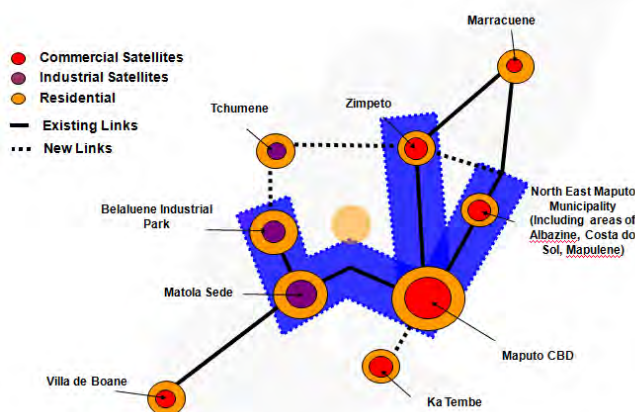 Marracuene
Commercial Satellites
Industrial Satellites
Residential
Existing Links
New Links
Tchumene
Zimpeto
North East Maputo
Municipality
(Including areas of
Albazine, Costa do
Sol, Mapulene)
Belaluene Industrial
Park
Matola Sede
Maputo CBD
Villa de Boane
Ka Tembe